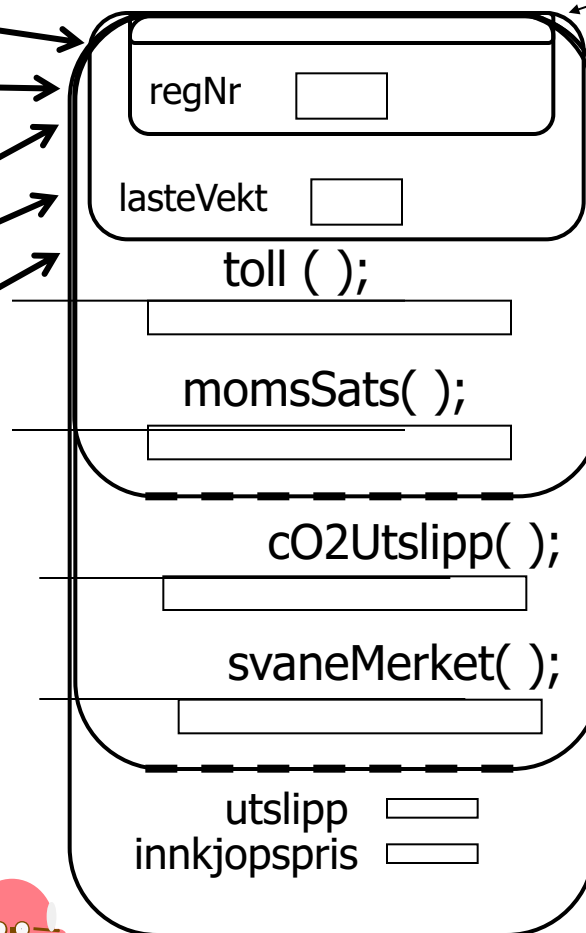 regNr
lasteVekt
toll ( );
momsSats( );
cO2Utslipp( );
svaneMerket( );
utslipp
innkjopspris